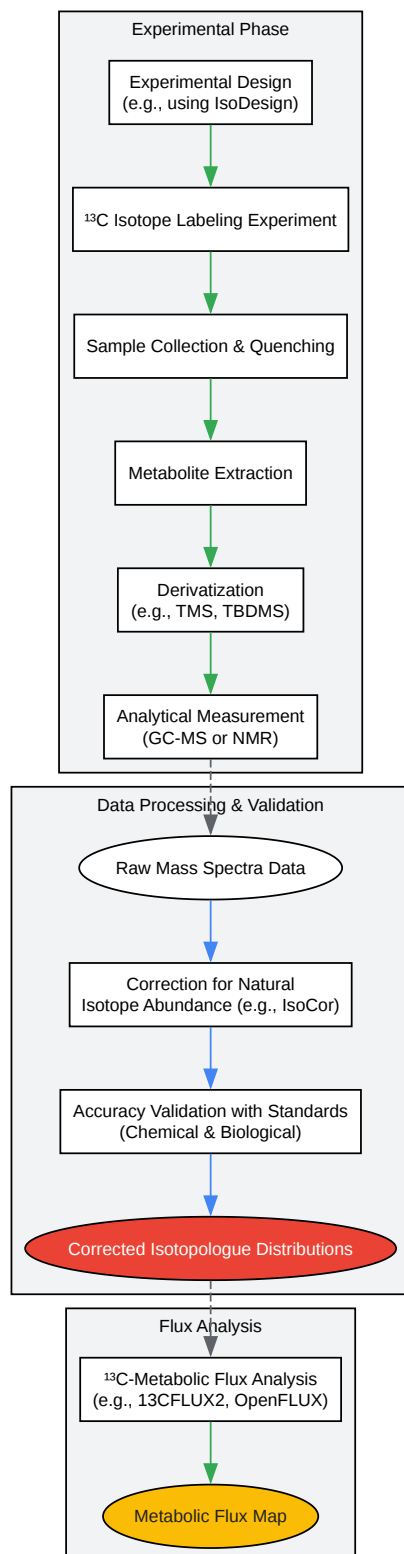 Experimental Phase
Experimental Design
(e.g., using IsoDesign)
¹³C Isotope Labeling Experiment
Sample Collection & Quenching
Metabolite Extraction
Derivatization
(e.g., TMS, TBDMS)
Analytical Measurement
(GC-MS or NMR)
Data Processing & Validation
Raw Mass Spectra Data
Correction for Natural
Isotope Abundance (e.g., IsoCor)
Accuracy Validation with Standards
(Chemical & Biological)
Corrected Isotopologue Distributions
Flux Analysis
¹³C-Metabolic Flux Analysis
(e.g., 13CFLUX2, OpenFLUX)
Metabolic Flux Map